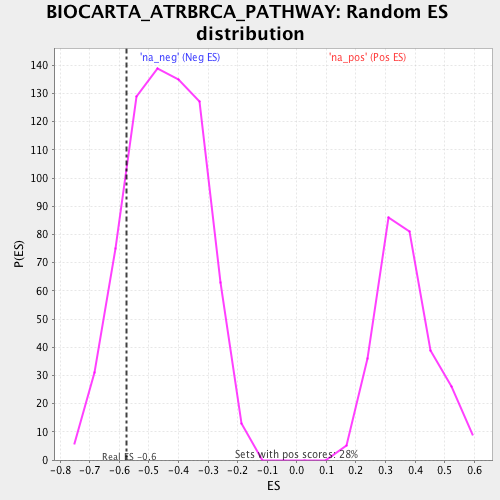 BIOCARTA_ATRBRCA_PATHWAY: Random ES
distribution
'na_neg' (Neg ES)
'na_pos' (Pos ES)
140
130
120
110
100
90
80
70
60
50
40
30
20
10
0
P(ES)
Real ES -0,6
Sets with pos scores: 28%
-0.8 -0.7 -0.6 -0.5 -0.4 -0.3 -0.2 -0.1 0.0 0.1 0.2 0.3 0.4 0.5 0.6
ES